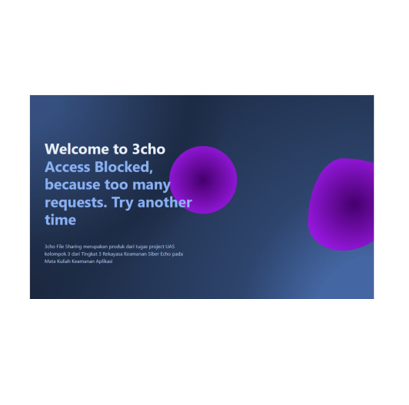 Welcome to 3cho
Access Blocked,
because too many
requests. Try another
time
3cho File Sharing merupakan produk dari tugas project UAS
kelompok 3 dari Tingkat 3 Rekayasa Keamanan Siber Echo pada
Mata Kuliah Keamanan Aplikasi